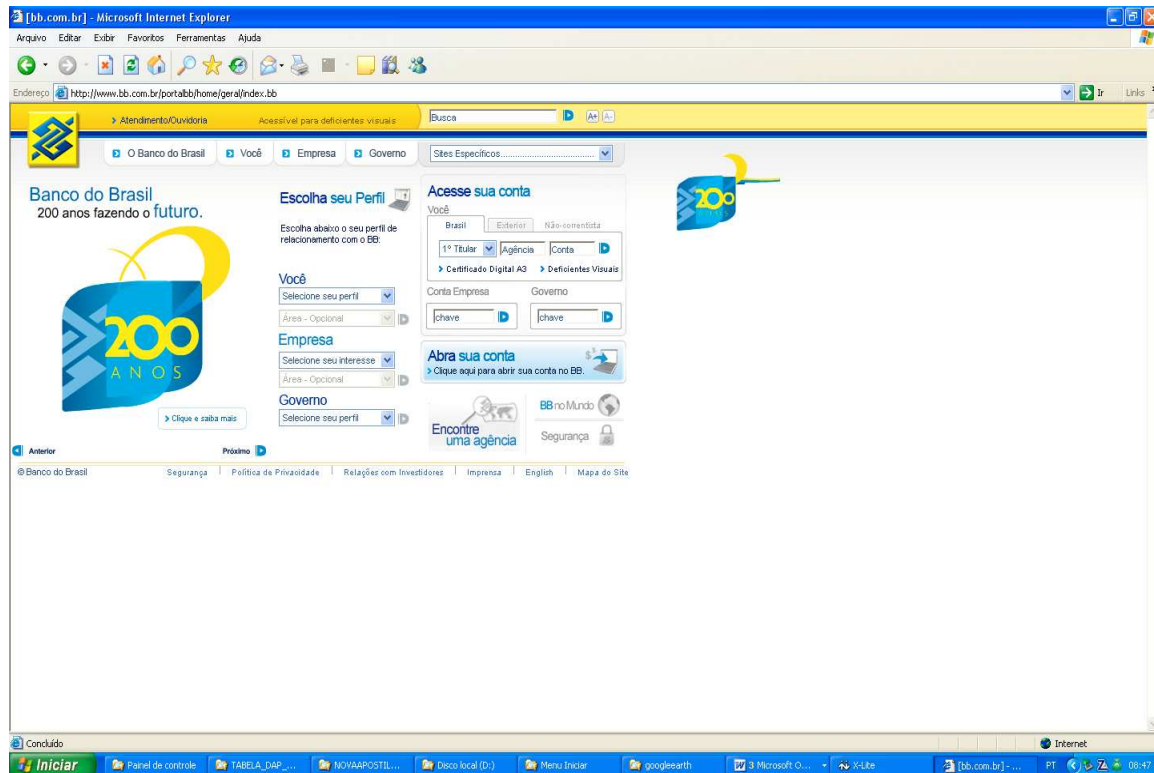 [bb.com.br] - Microsoft Internet Explorer
Arquivo Editar Exibir Favoritos Ferramentas Ajuda
Endereço http://www.bb.com.br/portalbb/home/geral/index.bb Ir Links
Atendimento/Ouvidoria Acessível para deficientes visuais Busca A+ A-
O Banco do Brasil Você Empresa Governo Sites Específicos
Banco do Brasil
200 anos fazendo o futuro.
200
ANOS
Clique e saiba mais
Anterior Próximo
Escolha seu Perfil
Escolha abaixo o seu perfil de
relacionamento com o BB:
Você
Selecione seu perfil
Área - Opcional
Empresa
Selecione seu interesse
Área - Opcional
Governo
Selecione seu perfil
Acesse sua conta
Você
Brasil Exterior Não-correntista
1º Titular Agência Conta
Certificado Digital A3 Deficientes Visuais
Conta Empresa Governo
chave chave
Abra sua conta
Clique aqui para abrir sua conta no BB.
Encontre
uma agência
BB no Mundo
Segurança
200
ANOS
© Banco do Brasil Segurança Política de Privacidade Relações com Investidores Imprensa English Mapa do Site
Concluído Internet
Iniciar Painel de controle TABELA_DAP_... NOVAAPOSTIL... Disco local (D:) Menu Iniciar googleearth 3 Microsoft O... X-Lite [bb.com.br] - ... PT 08:47